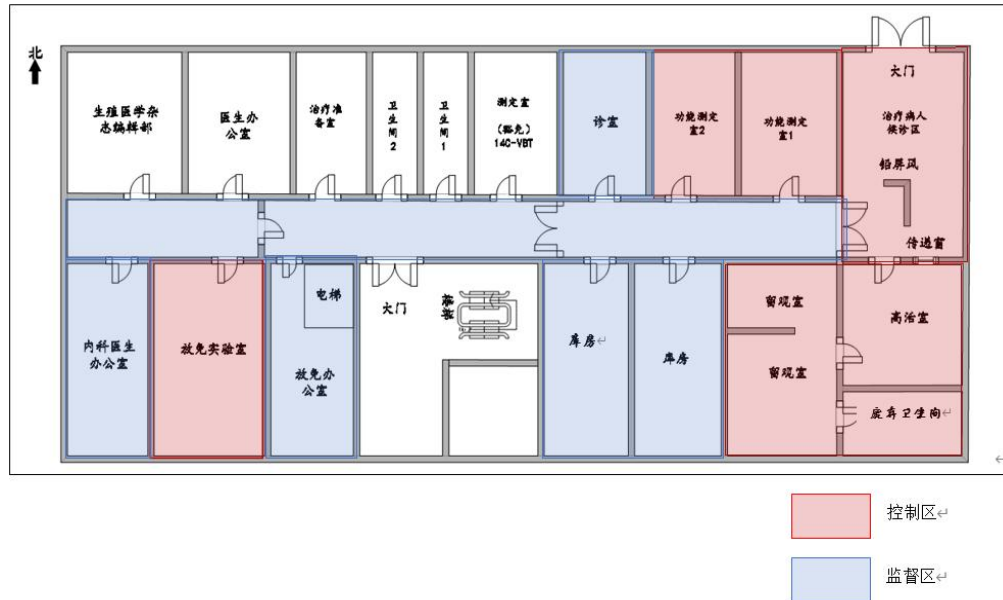 北
生殖医学杂
志编辑部
医生办
公室
治疗准
备室
卫生间2
卫生间1
测定室
(豁免)
14C-VBT
诊室
功能测定
室2
功能测定
室1
大门
治疗病人
候诊区
铅屏风
传递窗
内科医生
办公室
放免实验室
电梯
放免办
公室
大门
库房
库房
留观室
留观室
高活室
废弃卫生间
控制区
监督区